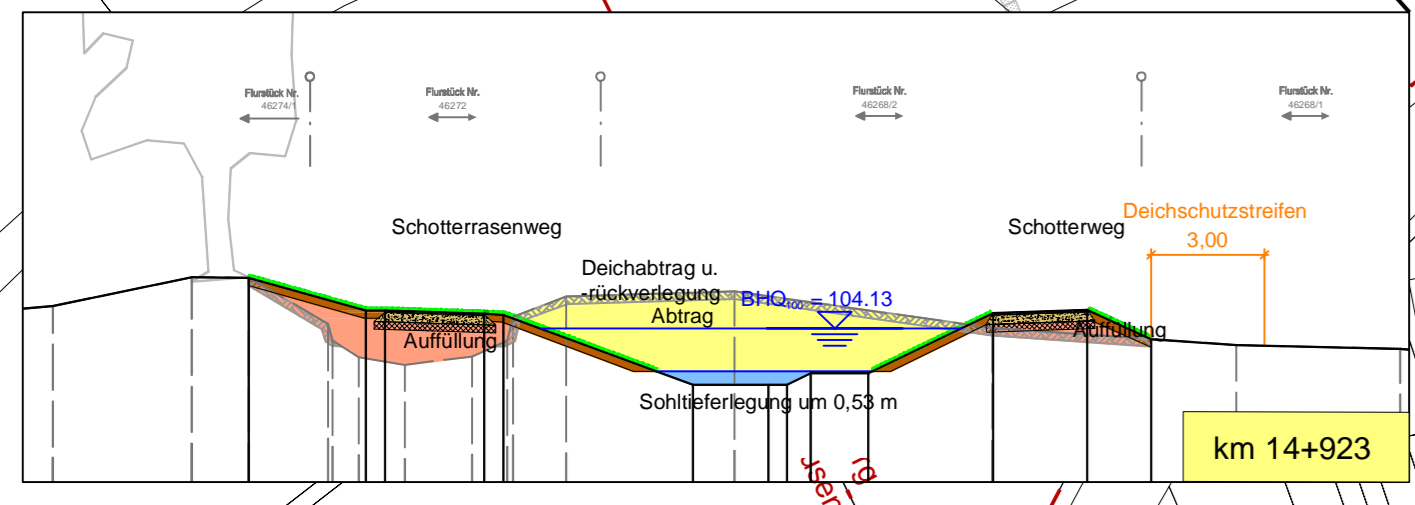 Flurstück Nr.
46274/1
Flurstück Nr.
46272
Flurstück Nr.
46268/2
Flurstück Nr.
46268/1
Schotterrasenweg
Schotterweg
Deichschutzstreifen
3,00
Deichabtrag u.
-rückverlegung
Abtrag
BHQ₁₀₀ = 104.13
Auffüllung
Auffüllung
Sohltieferlegung um 0,53 m
km 14+923